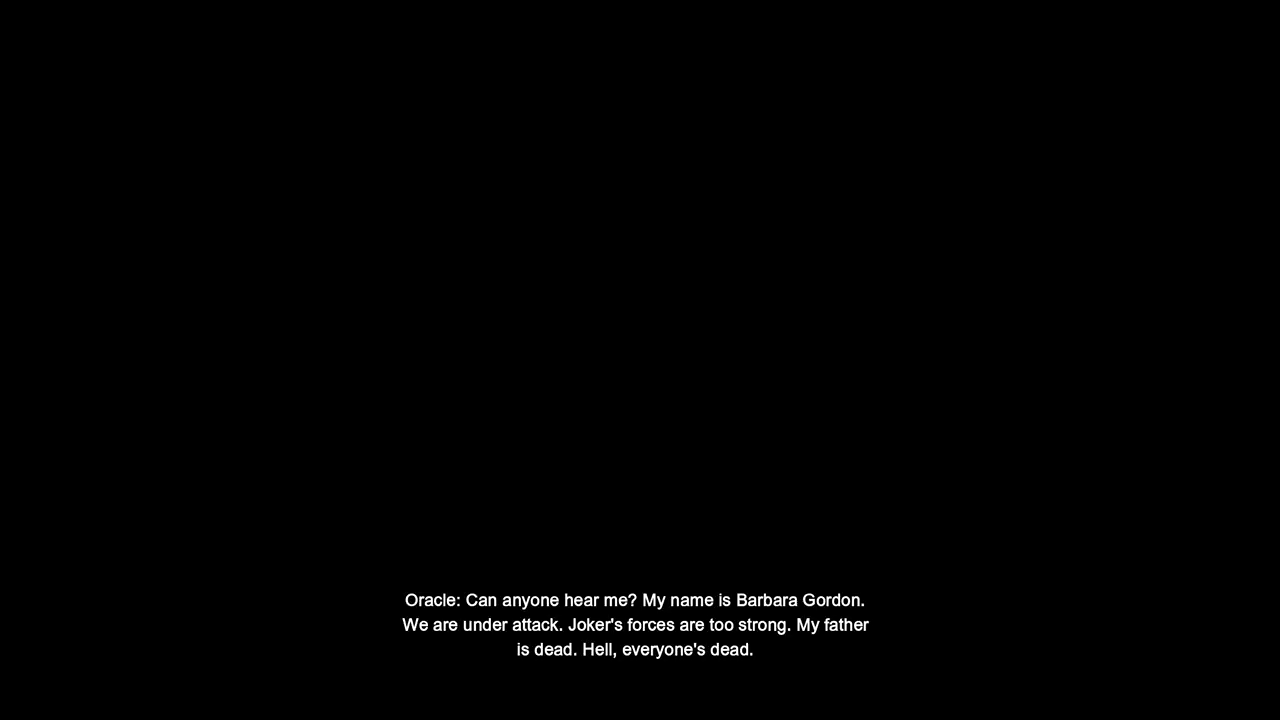 Oracle: Can anyone hear me? My name is Barbara Gordon.
We are under attack. Joker's forces are too strong. My father
is dead. Hell, everyone's dead.